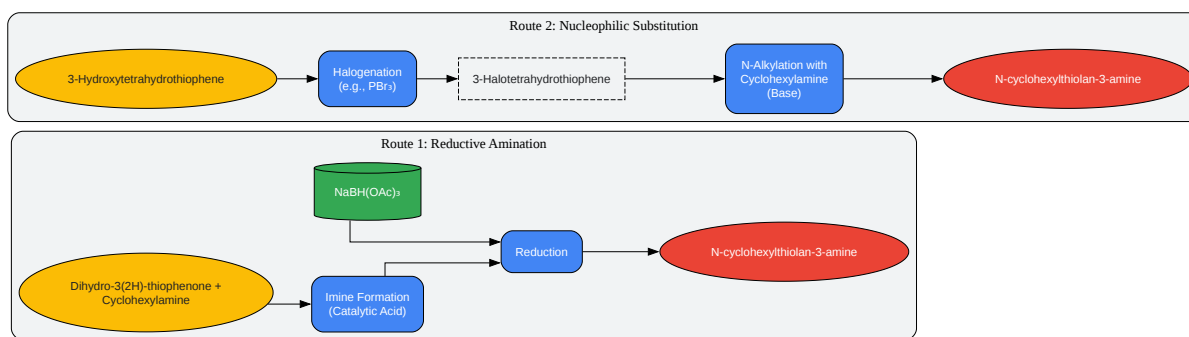 Route 2: Nucleophilic Substitution
3-Hydroxytetrahydrothiophene
Halogenation
(e.g., PBr₃)
3-Halotetrahydrothiophene
N-Alkylation with
Cyclohexylamine
(Base)
N-cyclohexylthiolan-3-amine
Route 1: Reductive Amination
NaBH(OAc)₃
Dihydro-3(2H)-thiophenone +
Cyclohexylamine
Imine Formation
(Catalytic Acid)
Reduction
N-cyclohexylthiolan-3-amine